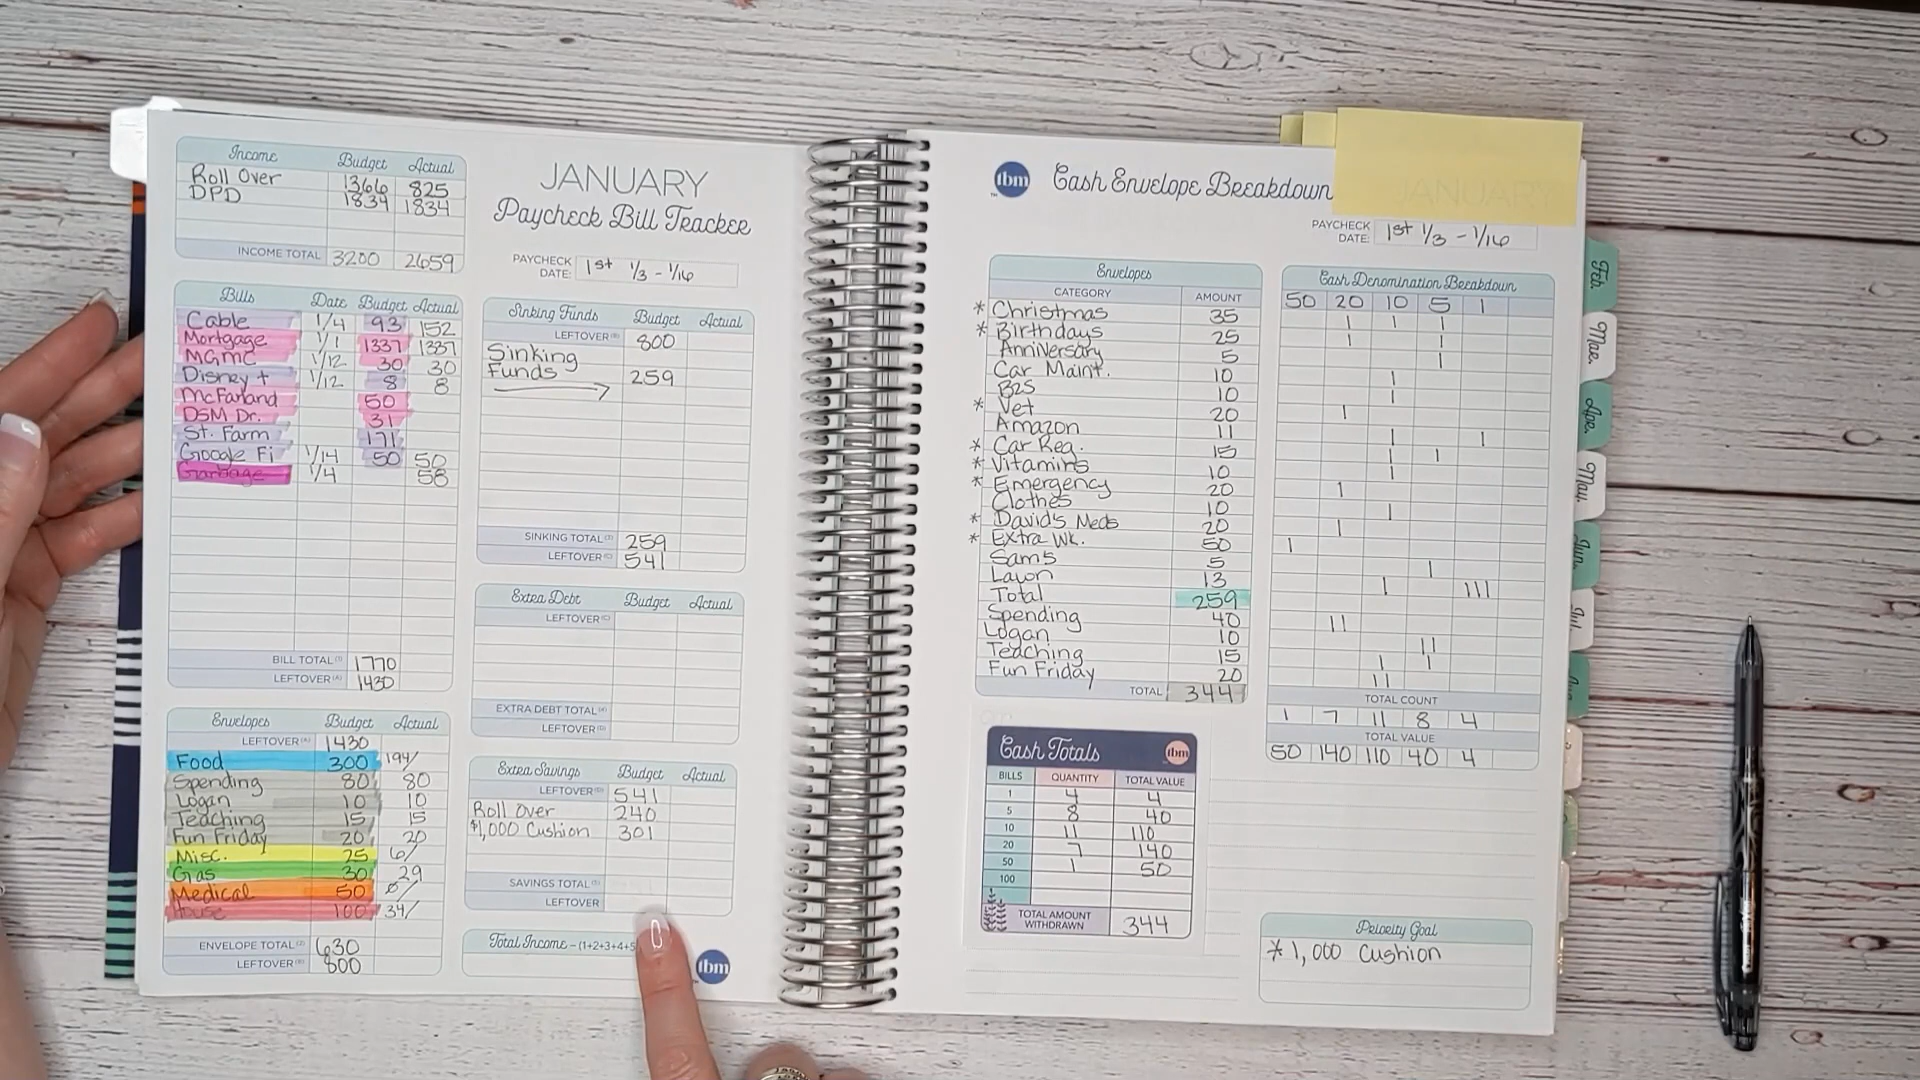 Income Budget Actual
Roll Over 1366 825
DPD 1834 1834
INCOME TOTAL 3200 2659
JANUARY
Paycheck Bill Tracker
PAYCHECK DATE: 1st 1/3 - 1/16
Bills Date Budget Actual
Cable 1/4 93 152
Mortgage 1/1 1337 1337
MGMC 1/12 30 30
Disney + 1/12 8 8
McFarland 50
DSM Dr. 31
St. Farm 171
Google Fi 1/14 50 50
Garbage 1/4 58
BILL TOTAL (1) 1770
LEFTOVER (A) 1430
Envelopes Budget Actual
LEFTOVER (A) 1430
Food 300 194/
Spending 80 80
Logan 10 10
Teaching 15 15
Fun Friday 20 20
Misc. 25 6/
Gas 30 29
Medical 50 ø/
House 100 34/
ENVELOPE TOTAL (2) 630
LEFTOVER (B) 800
Sinking Funds Budget Actual
LEFTOVER (B) 800
Sinking
Funds 259
SINKING TOTAL (3) 259
LEFTOVER (C) 541
Extra Debt Budget Actual
LEFTOVER (C)
EXTRA DEBT TOTAL (4)
LEFTOVER (D)
Extra Savings Budget Actual
LEFTOVER (D) 541
Roll Over 240
$1,000 Cushion 301
SAVINGS TOTAL (5)
LEFTOVER
Total Income - (1+2+3+4+5
tbm
tbm
Cash Envelope Breakdown
JANUARY
PAYCHECK DATE: 1st 1/3 - 1/16
Envelopes
CATEGORY AMOUNT
* Christmas 35
* Birthdays 25
Anniversary 5
Car Maint. 10
B2S 10
* Vet 20
Amazon 11
* Car Reg. 15
* Vitamins 10
* Emergency 20
Clothes 10
* David's Meds 20
* Extra Wk. 50
Sam's 5
Lawn 13
Total 259
Spending 40
Logan 10
Teaching 15
Fun Friday 20
TOTAL 344
Cash Denomination Breakdown
50 20 10 5 1
| | |
| |
|
|
|
|
| |
| |
|
|
|
|
|
|
| |||
||
||
| |
||
TOTAL COUNT
1 7 11 8 4
TOTAL VALUE
50 140 110 40 4
Cash Totals tbm
BILLS QUANTITY TOTAL VALUE
1 4 4
5 8 40
10 11 110
20 7 140
50 1 50
100
TOTAL AMOUNT WITHDRAWN 344
Priority Goal
* 1,000 Cushion
Feb.
Mar.
Apr.
May.
Jun.
Jul.